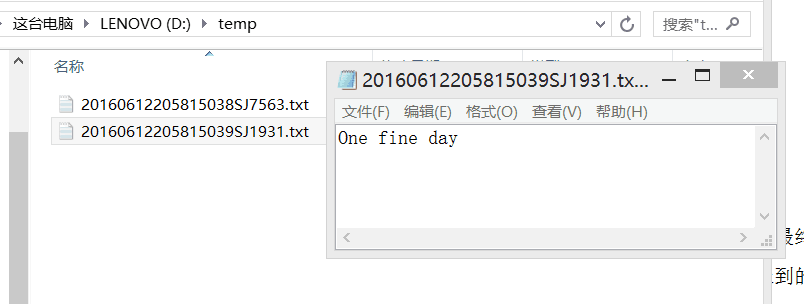 这台电脑 LENOVO (D:) temp 搜索"t...
名称
20160612205815038SJ7563.txt
20160612205815039SJ1931.txt
20160612205815039SJ1931.tx...
文件(F) 编辑(E) 格式(O) 查看(V) 帮助(H)
One fine day
到的